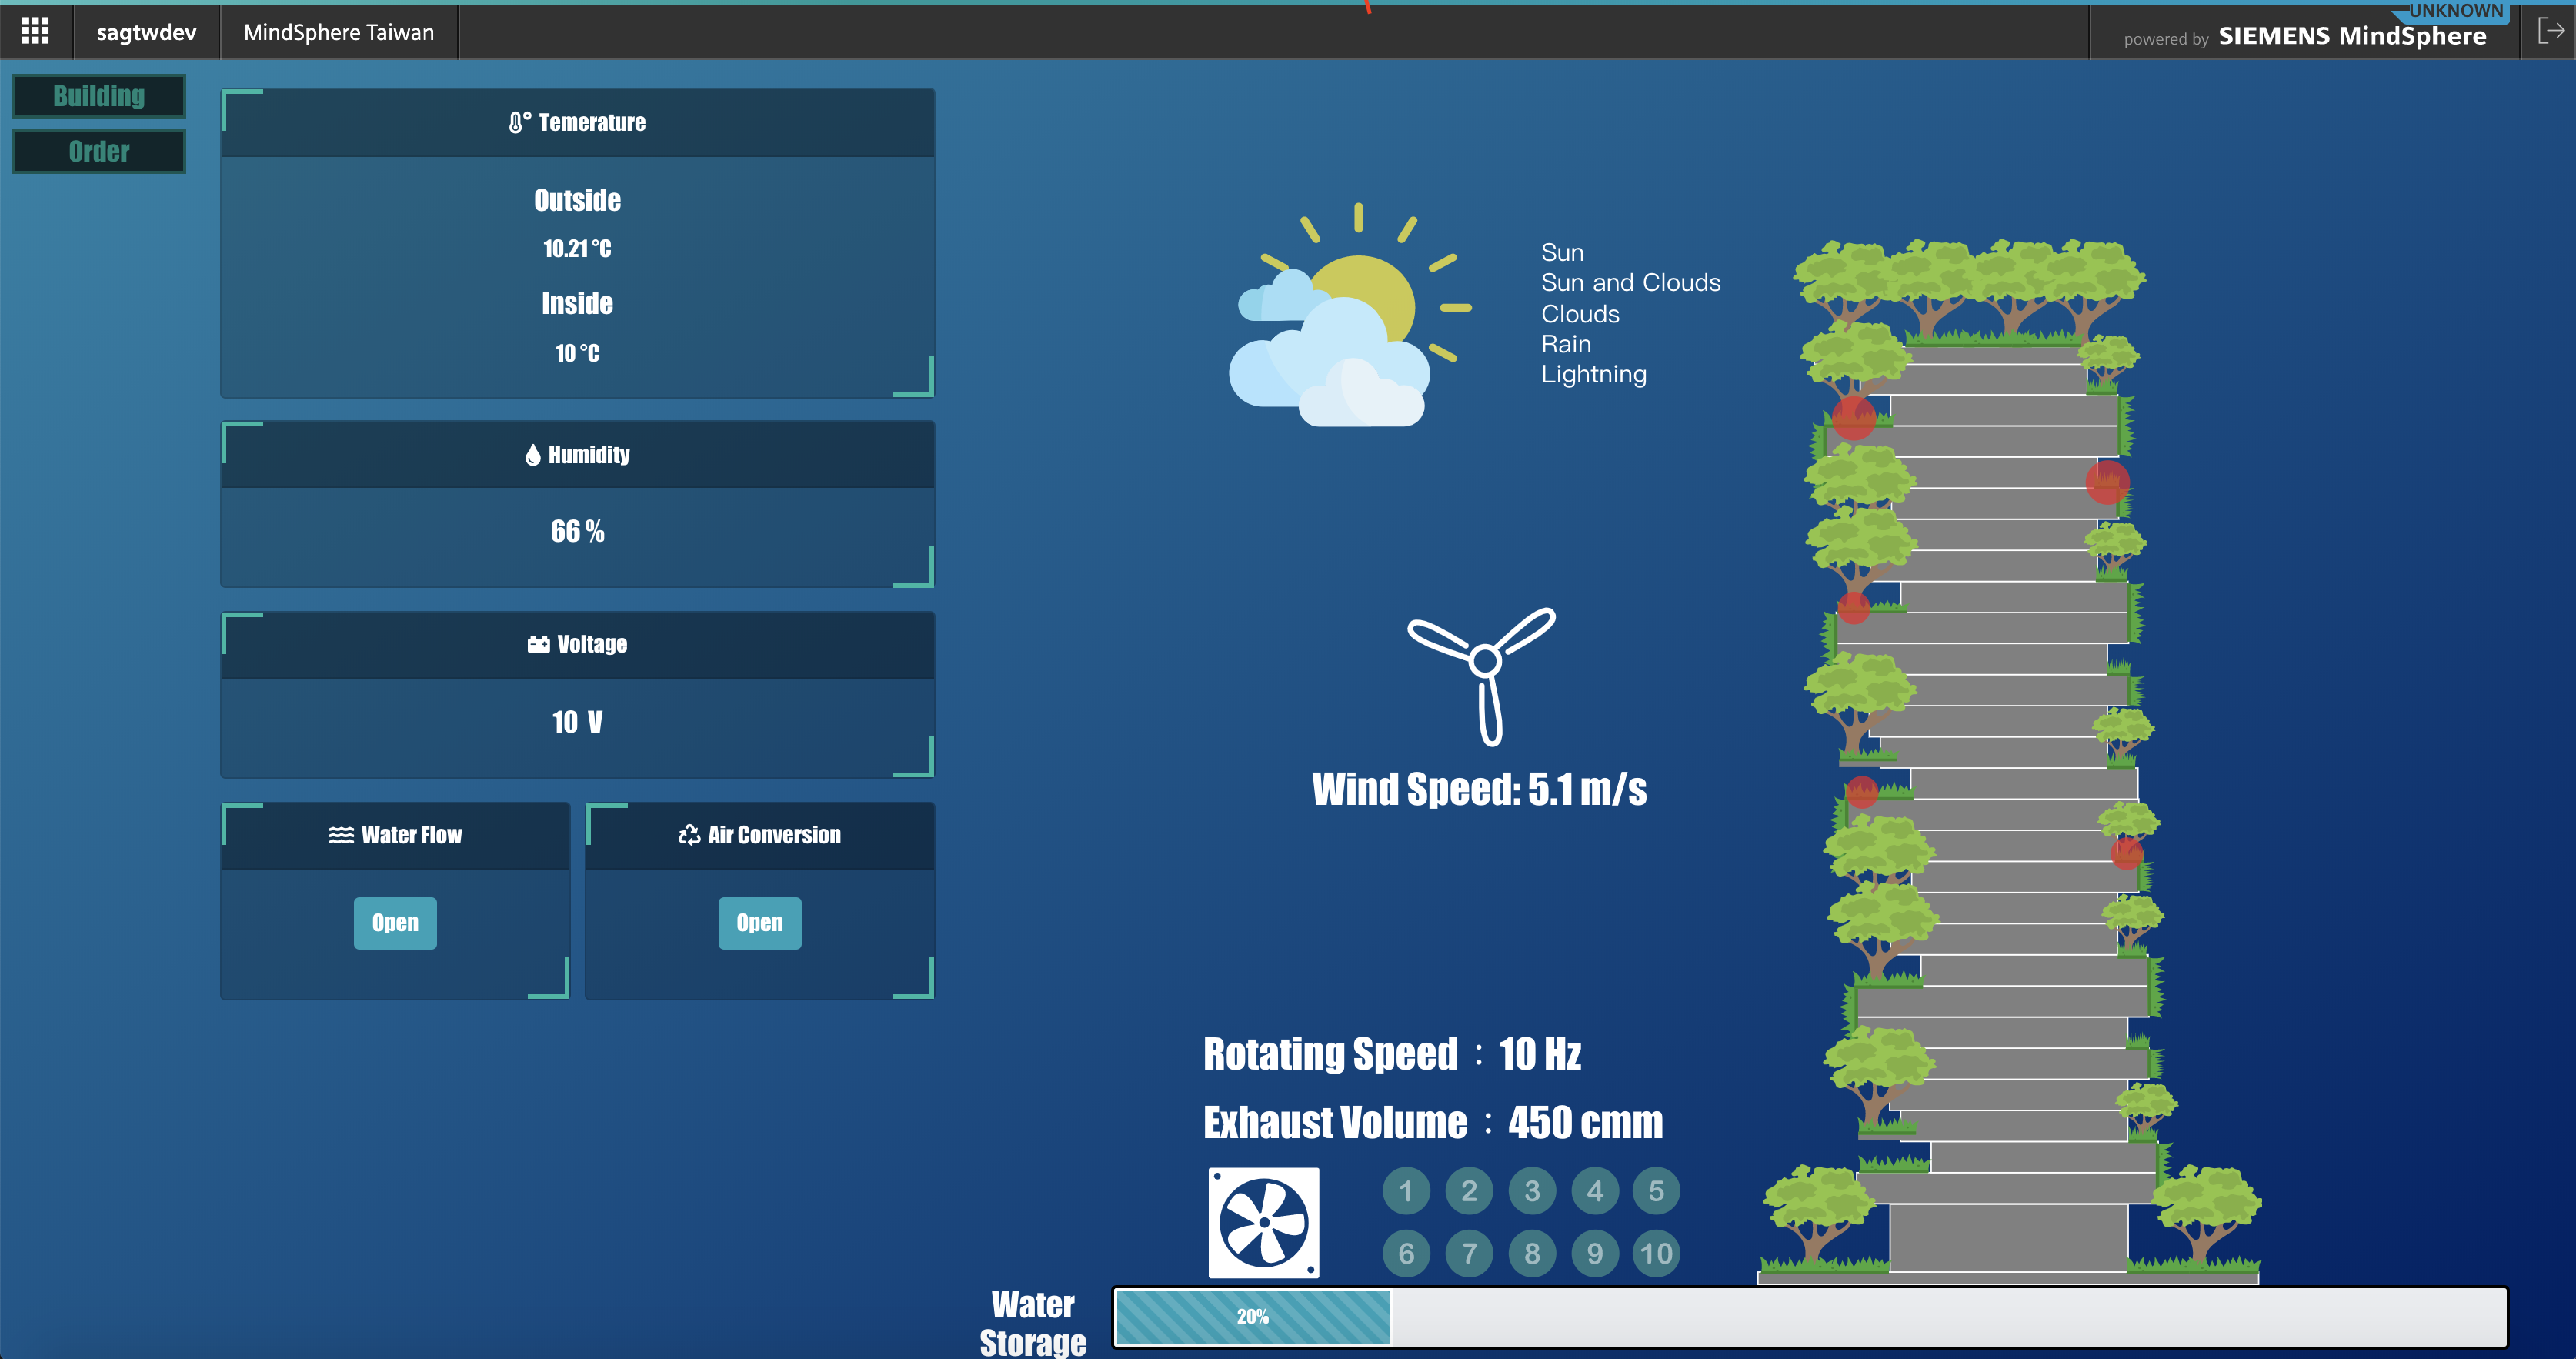 sagtwdev
MindSphere Taiwan
UNKNOWN
powered by SIEMENS MindSphere
Building
Order
Temerature
Outside
10.21 °C
Inside
10 °C
Humidity
66 %
Voltage
10 V
Water Flow
Open
Air Conversion
Open
Sun
Sun and Clouds
Clouds
Rain
Lightning
Wind Speed: 5.1 m/s
Rotating Speed : 10 Hz
Exhaust Volume : 450 cmm
1 2 3 4 5
6 7 8 9 10
Water
Storage
20%